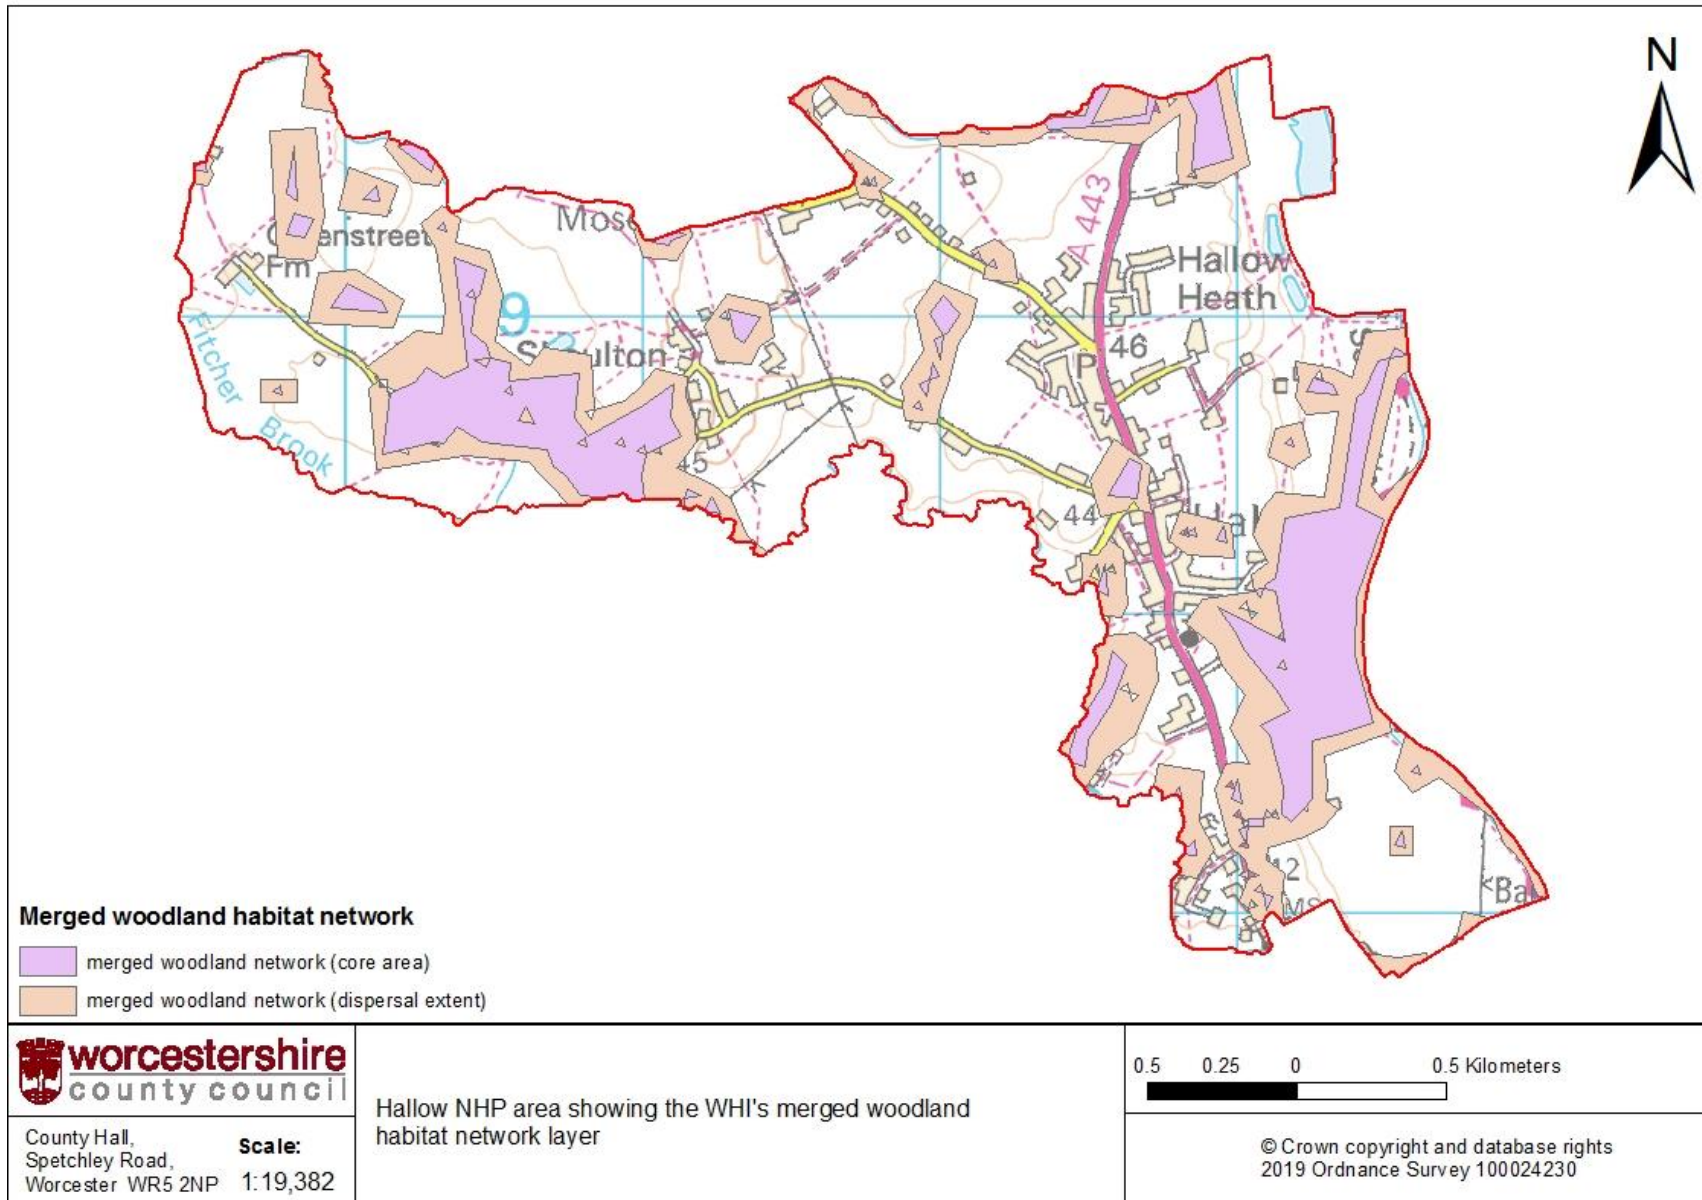 N
A 443
Mos
enstreet
Fm
Hallow
Heath
9
Fitcher
Brook
46
P
45
44
Hal
12
MS
Ba
Merged woodland habitat network
merged woodland network (core area)
merged woodland network (dispersal extent)
worcestershire
county council
County Hall,
Spetchley Road,
Worcester WR5 2NP
Scale:
1:19,382
Hallow NHP area showing the WHI's merged woodland
habitat network layer
0.5 0.25 0 0.5 Kilometers
© Crown copyright and database rights
2019 Ordnance Survey 100024230